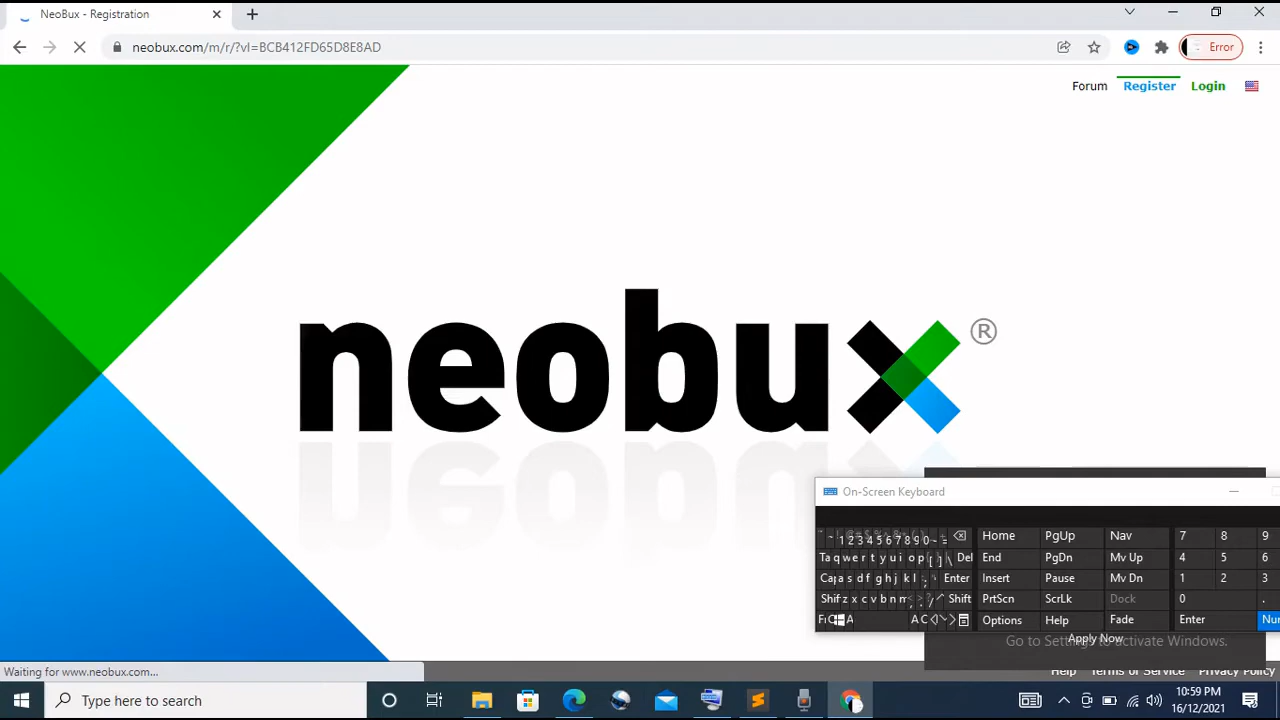 NeoBux - Registration
neobux.com/m/r/?vl=BCB412FD65D8E8AD
Error
Forum Register Login
neobux®
On-Screen Keyboard
Home PgUp Nav 7 8 9
q w e r t y u i o p [ ] \ Del End PgDn Mv Up 4 5 6
a s d f g h j k l ; ' Enter Insert Pause Mv Dn 1 2 3
z x c v b n m , . / Shift PrtScn ScrLk Dock 0 .
Options Help Fade Enter
Go to Settings to activate Windows.
Apply Now
Waiting for www.neobux.com...
Help Terms of Service Privacy Policy
Type here to search
10:59 PM
16/12/2021